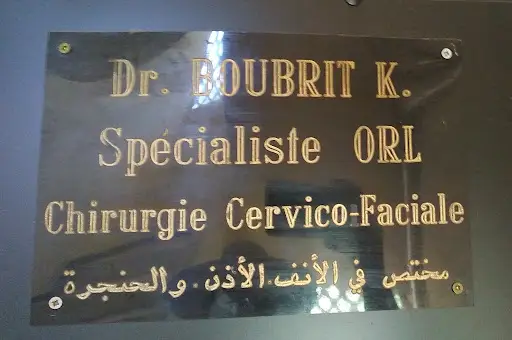 Dr. BOUBRIT K.
Spécialiste ORL
Chirurgie Cervico-Faciale
مختص في الأنف.الأذن.والحنجرة